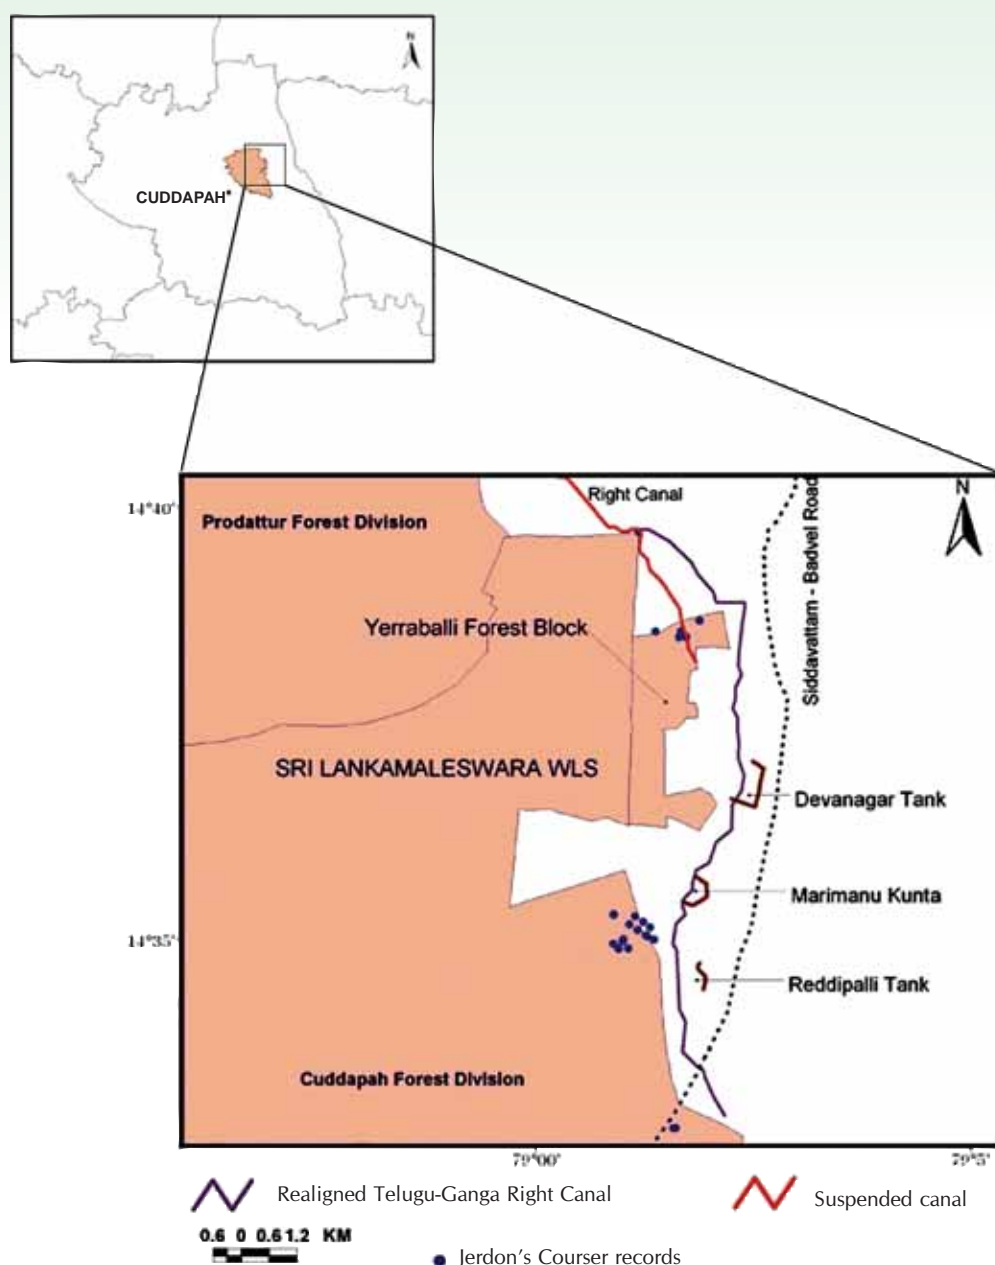 N
CUDDAPAH
Right Canal
N
14°40'
Prodattur Forest Division
Siddavattam - Badvel Road
Yerraballi Forest Block
SRI LANKAMALESWARA WLS
Devanagar Tank
Marimanu Kunta
14°35'
Reddipalli Tank
Cuddapah Forest Division
79°00'
79°5'
Realigned Telugu-Ganga Right Canal
Suspended canal
0.6 0 0.6 1.2 KM
Jerdon's Courser records